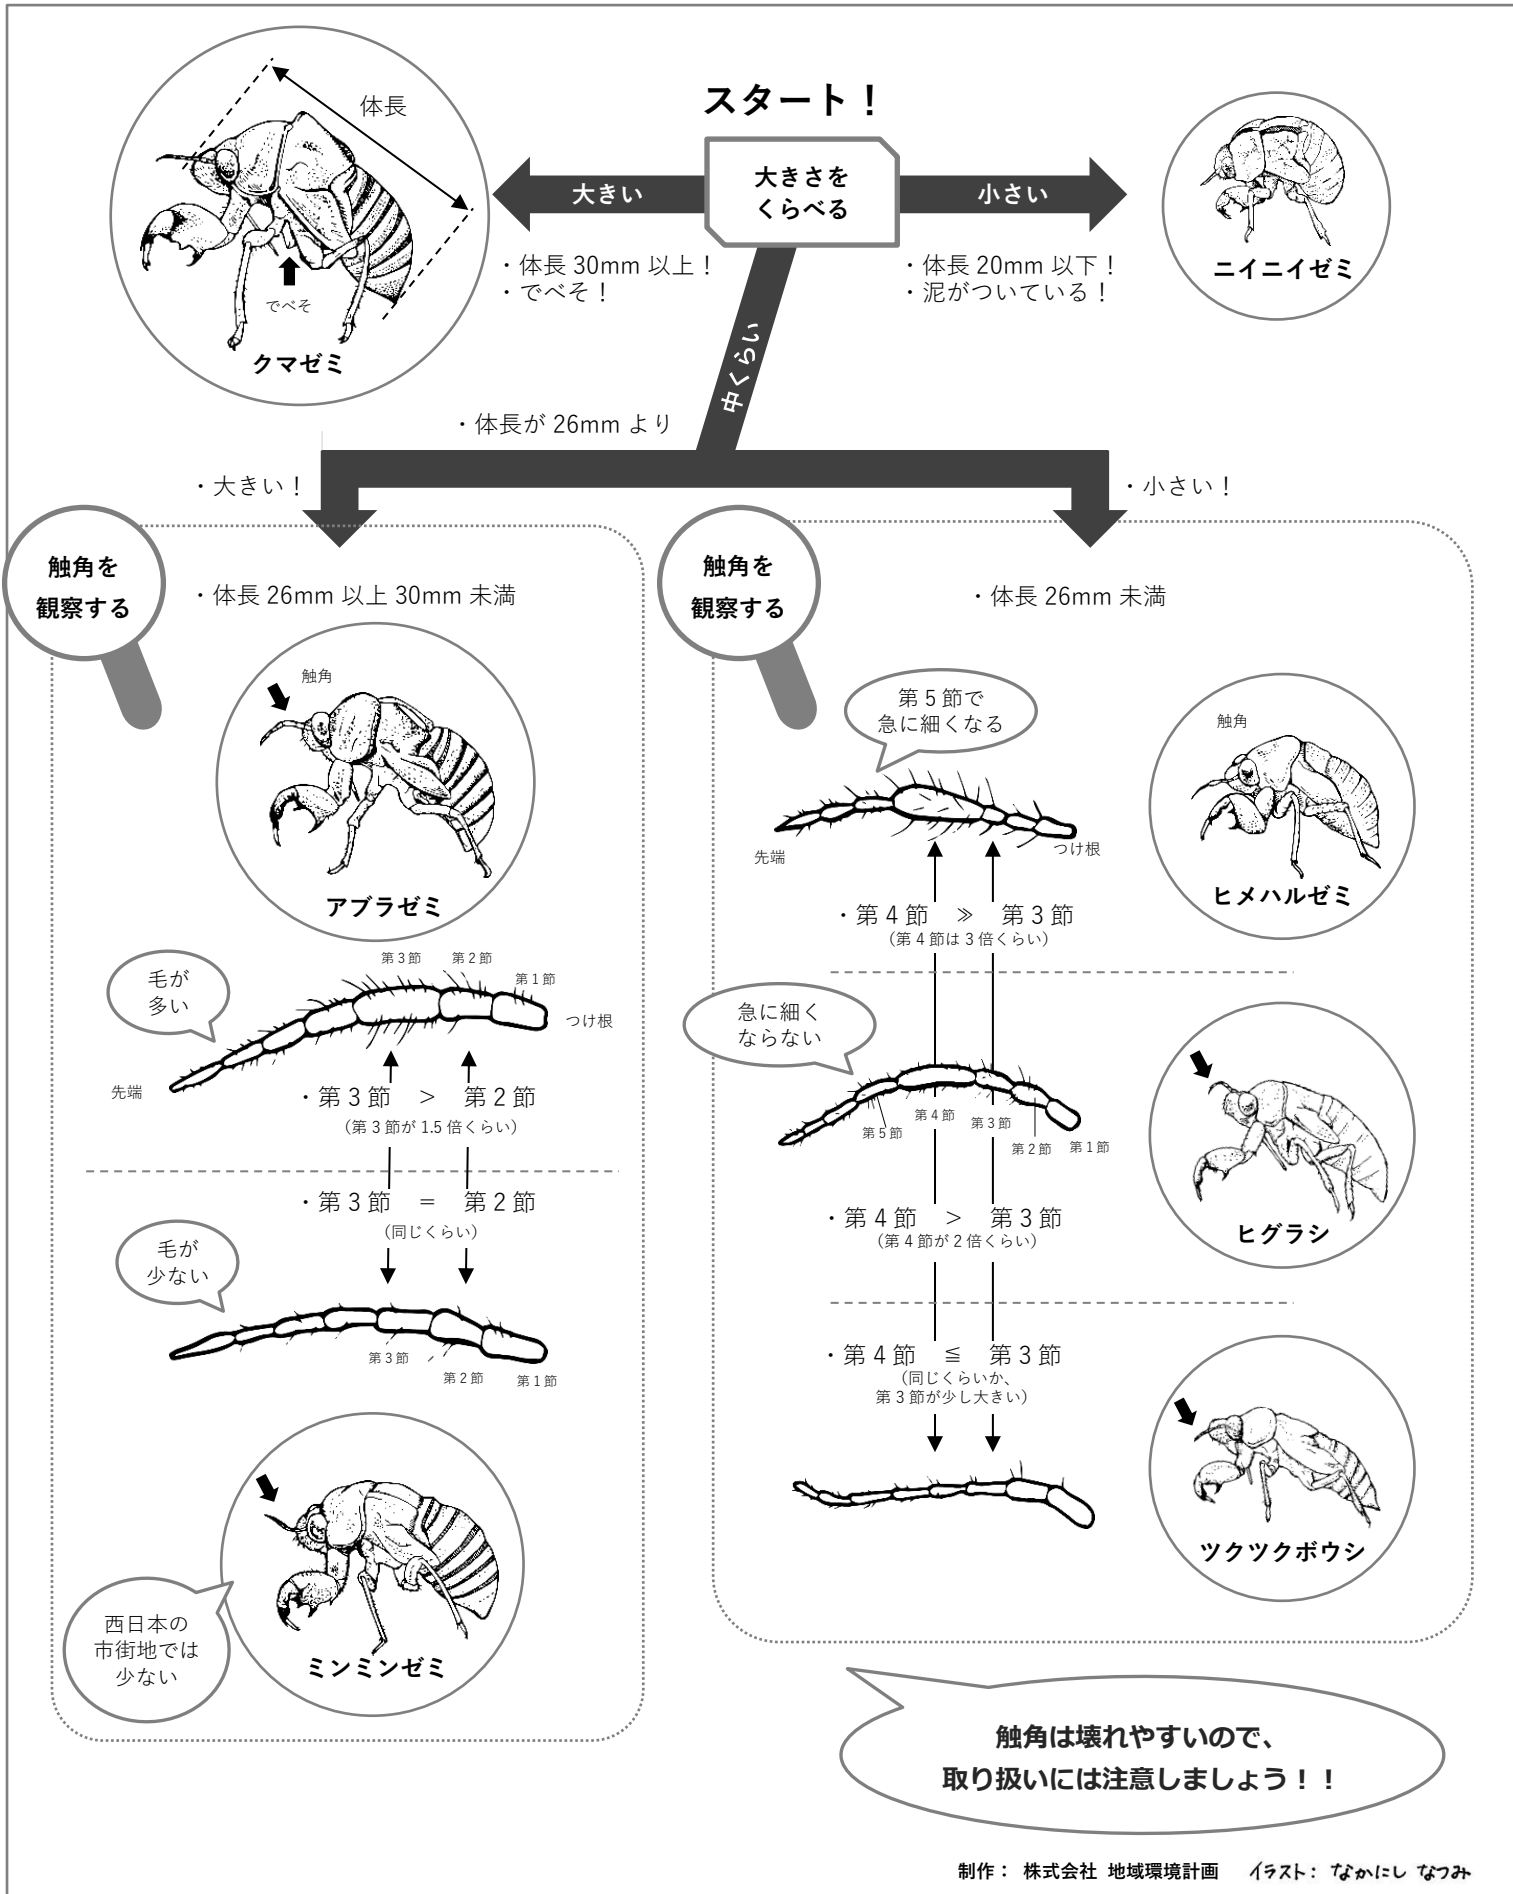 スタート！
体長
大きさを
くらべる
大きい
小さい
・体長 30mm 以上！
・でべそ！
・体長 20mm 以下！
・泥がついている！
でべそ
クマゼミ
ニイニイゼミ
中くらい
・体長が 26mm より
・大きい！
・小さい！
触角を
観察する
・体長 26mm 以上 30mm 未満
触角
アブラゼミ
毛が
多い
第 3 節
第 2 節
第 1 節
つけ根
先端
・第 3 節 ＞ 第 2 節
（第 3 節が 1.5 倍くらい）
・第 3 節 ＝ 第 2 節
（同じくらい）
毛が
少ない
第 3 節
第 2 節
第 1 節
西日本の
市街地では
少ない
ミンミンゼミ
触角を
観察する
・体長 26mm 未満
第 5 節で
急に細くなる
触角
先端
つけ根
ヒメハルゼミ
・第 4 節 ≫ 第 3 節
（第 4 節は 3 倍くらい）
急に細く
ならない
第 5 節
第 4 節
第 3 節
第 2 節
第 1 節
・第 4 節 ＞ 第 3 節
（第 4 節が 2 倍くらい）
ヒグラシ
・第 4 節 ≦ 第 3 節
（同じくらいか、
第 3 節が少し大きい）
ツクツクボウシ
触角は壊れやすいので、
取り扱いには注意しましょう！！
制作： 株式会社 地域環境計画 イラスト： なかにし なつみ